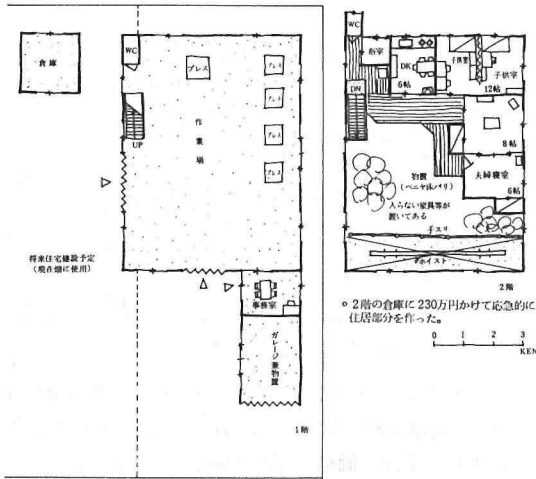 倉庫
WC
プレス
プレス
プレス
プレス
プレス
作業場
UP
将来住宅建設予定
(現在畑に使用)
事務室
ガレージ兼物置
1階
WC
浴室
DK
6帖
子供室
子供室
12帖
DN
8帖
物置
(ベニヤ床バリ)
入らない家具等が
置いてある
夫婦寝室
6帖
手スリ
ホイスト
2階
○ 2階の倉庫に230万円かけて応急的に
住居部分を作った。
0 1 2 3
KEN